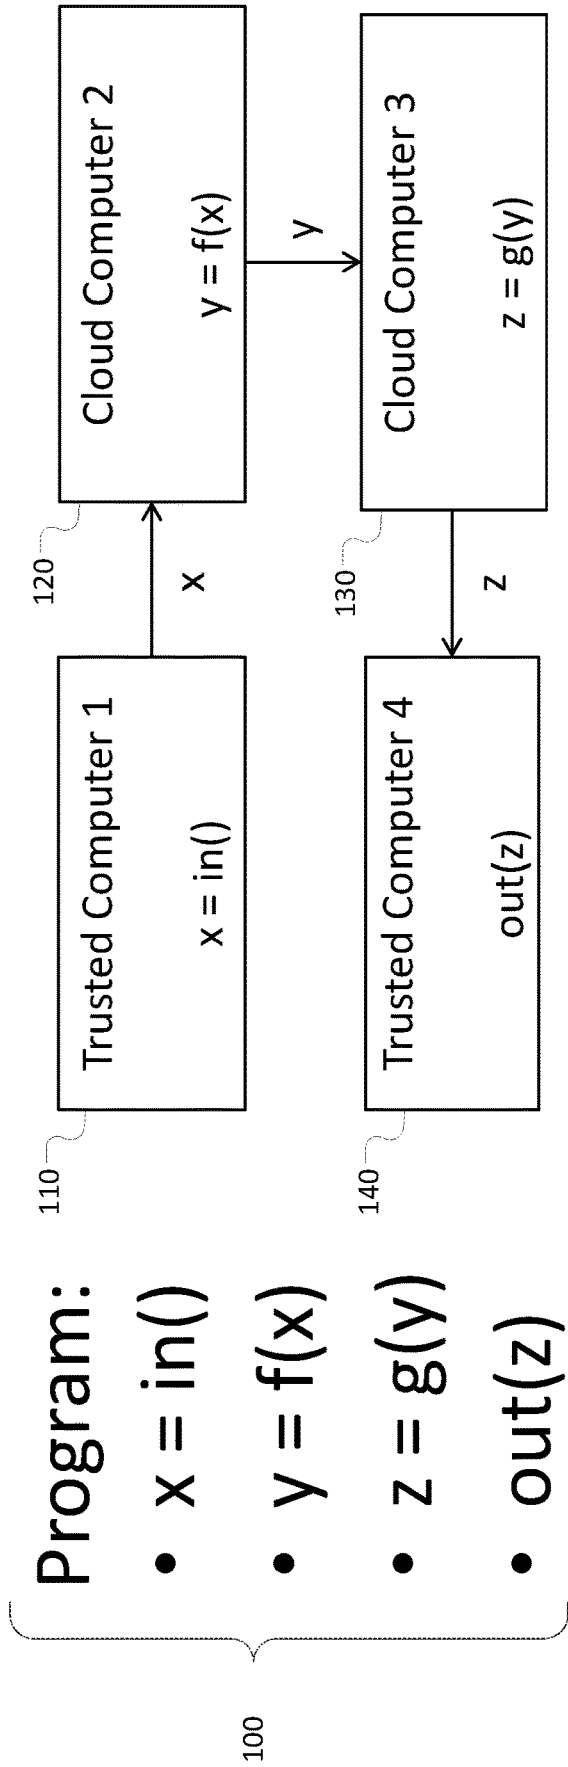 100
Program:
• x = in()
• y = f(x)
• z = g(y)
• out(z)
110
Trusted Computer 1
x = in()
x
120
Cloud Computer 2
y = f(x)
y
130
Cloud Computer 3
z = g(y)
z
140
Trusted Computer 4
out(z)